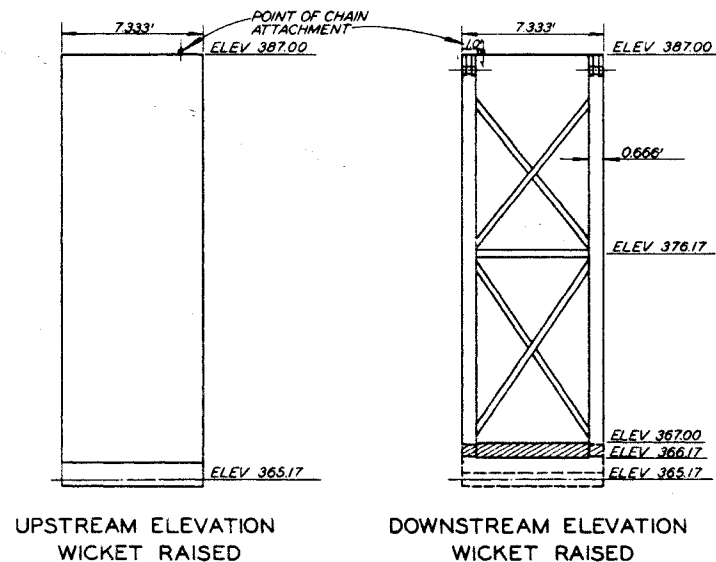 POINT OF CHAIN
ATTACHMENT
7.333'
ELEV 387.00
7.333'
1.0'
ELEV 387.00
0.666'
ELEV 376.17
ELEV 367.00
ELEV 366.17
ELEV 365.17
ELEV 365.17
UPSTREAM ELEVATION
WICKET RAISED
DOWNSTREAM ELEVATION
WICKET RAISED